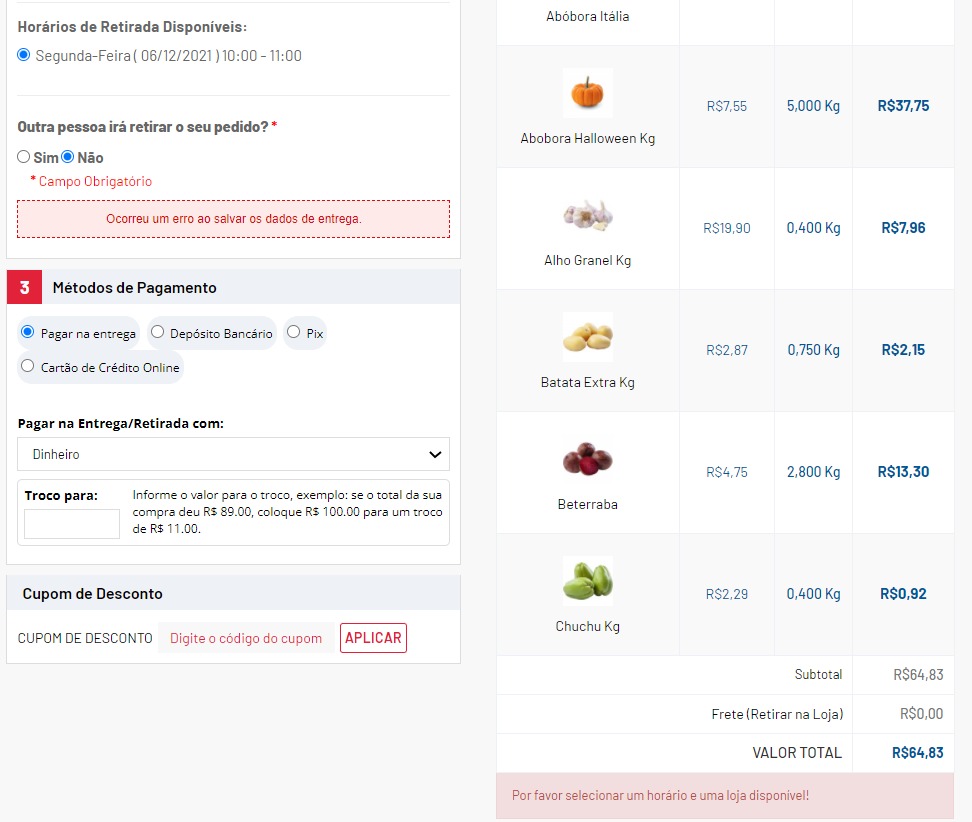 Horários de Retirada Disponíveis:
Segunda-Feira ( 06/12/2021 ) 10:00 - 11:00
Outra pessoa irá retirar o seu pedido? *
Sim Não
* Campo Obrigatório
Ocorreu um erro ao salvar os dados de entrega.
3 Métodos de Pagamento
Pagar na entrega Depósito Bancário Pix
Cartão de Crédito Online
Pagar na Entrega/Retirada com:
Dinheiro
Troco para:
Informe o valor para o troco, exemplo: se o total da sua
compra deu R$ 89.00, coloque R$ 100.00 para um troco
de R$ 11.00.
Cupom de Desconto
CUPOM DE DESCONTO Digite o código do cupom APLICAR
Abóbora Itália
Abobora Halloween Kg R$7,55 5,000 Kg R$37,75
Alho Granel Kg R$19,90 0,400 Kg R$7,96
Batata Extra Kg R$2,87 0,750 Kg R$2,15
Beterraba R$4,75 2,800 Kg R$13,30
Chuchu Kg R$2,29 0,400 Kg R$0,92
Subtotal R$64,83
Frete (Retirar na Loja) R$0,00
VALOR TOTAL R$64,83
Por favor selecionar um horário e uma loja disponível!